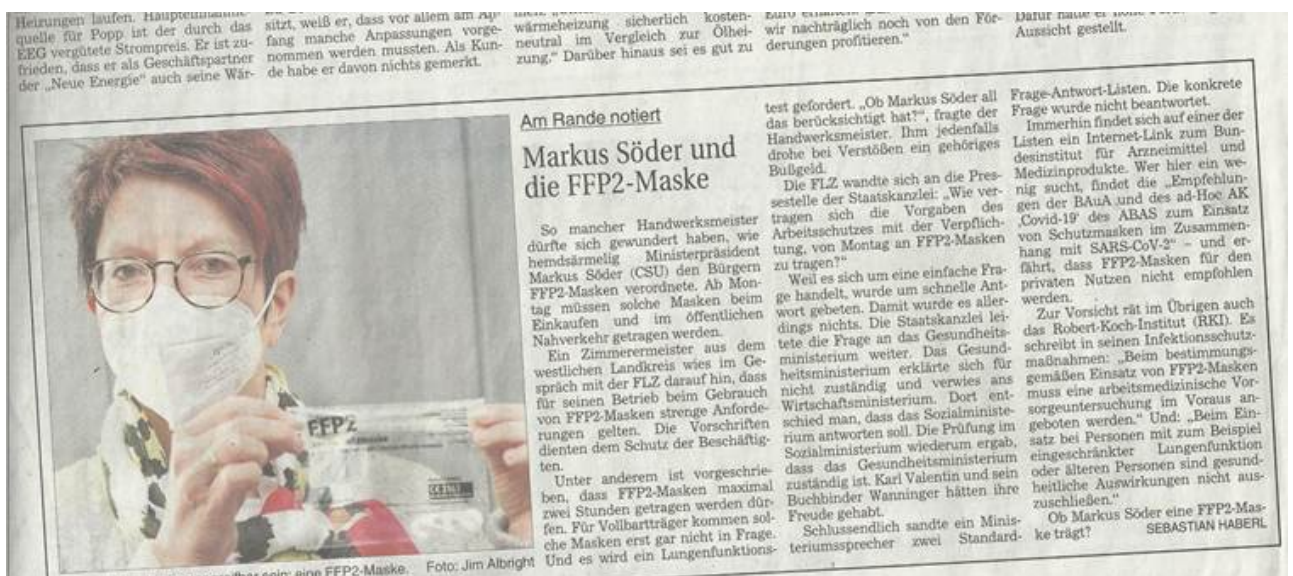 Heizungen laufen.
quelle für Popp ist der durch das
EEG vergütete Strompreis. Er ist zu-
frieden, dass er als Geschäftspartner
der „Neue Energie“ auch seine Wär-
sitzt, weiß er, dass vor allem am An-
fang manche Anpassungen vorge-
nommen werden mussten. Als Kun-
de habe er davon nichts gemerkt.
wärmeheizung sicherlich kosten-
neutral im Vergleich zur Ölhei-
zung.“ Darüber hinaus sei es gut zu
wir nachträglich noch von den För-
derungen profitieren.“
Aussicht gestellt.
FFP2
eine FFP2-Maske.
Foto: Jim Albright
Am Rande notiert
Markus Söder und
die FFP2-Maske
So mancher Handwerksmeister
dürfte sich gewundert haben, wie
hemdsärmelig Ministerpräsident
Markus Söder (CSU) den Bürgern
FFP2-Masken verordnete. Ab Mon-
tag müssen solche Masken beim
Einkaufen und im öffentlichen
Nahverkehr getragen werden.
Ein Zimmerermeister aus dem
westlichen Landkreis wies im Ge-
spräch mit der FLZ darauf hin, dass
für seinen Betrieb beim Gebrauch
von FFP2-Masken strenge Anforde-
rungen gelten. Die Vorschriften
dienten dem Schutz der Beschäftig-
ten.
Unter anderem ist vorgeschrie-
ben, dass FFP2-Masken maximal
zwei Stunden getragen werden dür-
fen. Für Vollbartträger kommen sol-
che Masken erst gar nicht in Frage.
Und es wird ein Lungenfunktions-
test gefordert. „Ob Markus Söder all
das berücksichtigt hat?“, fragte der
Handwerksmeister. Ihm jedenfalls
drohe bei Verstößen ein gehöriges
Bußgeld.
Die FLZ wandte sich an die Pres-
sestelle der Staatskanzlei: „Wie ver-
tragen sich die Vorgaben des
Arbeitsschutzes mit der Verpflich-
tung, von Montag an FFP2-Masken
zu tragen?“
Weil es sich um eine einfache Fra-
ge handelt, wurde um schnelle Ant-
wort gebeten. Damit wurde es aller-
dings nichts. Die Staatskanzlei lei-
tete die Frage an das Gesundheits-
ministerium weiter. Das Gesund-
heitsministerium erklärte sich für
nicht zuständig und verwies ans
Wirtschaftsministerium. Dort ent-
schied man, dass das Sozialministe-
rium antworten soll. Die Prüfung im
Sozialministerium wiederum ergab,
dass das Gesundheitsministerium
zuständig ist. Karl Valentin und sein
Buchbinder Wanninger hätten ihre
Freude gehabt.
Schlussendlich sandte ein Minis-
teriumssprecher zwei Standard-
Frage-Antwort-Listen. Die konkrete
Frage wurde nicht beantwortet.
Immerhin findet sich auf einer der
Listen ein Internet-Link zum Bun-
desinstitut für Arzneimittel und
Medizinprodukte. Wer hier ein we-
nig sucht, findet die „Empfehlun-
gen der BAuA und des ad-Hoc AK
‚Covid-19‘ des ABAS zum Einsatz
von Schutzmasken im Zusammen-
hang mit SARS-CoV-2“ – und er-
fährt, dass FFP2-Masken für den
privaten Nutzen nicht empfohlen
werden.
Zur Vorsicht rät im Übrigen auch
das Robert-Koch-Institut (RKI). Es
schreibt in seinen Infektionsschutz-
maßnahmen: „Beim bestimmungs-
gemäßen Einsatz von FFP2-Masken
muss eine arbeitsmedizinische Vor-
sorgeuntersuchung im Voraus an-
geboten werden.“ Und: „Beim Ein-
satz bei Personen mit zum Beispiel
eingeschränkter Lungenfunktion
oder älteren Personen sind gesund-
heitliche Auswirkungen nicht aus-
zuschließen.“
Ob Markus Söder eine FFP2-Mas-
ke trägt?
SEBASTIAN HABERL